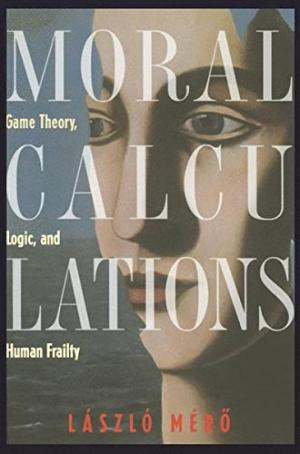 MORAL
Game Theory,
CALCU
Logic, and
LATIONS
Human Frailty
LÁSZLÓ MÉRŐ